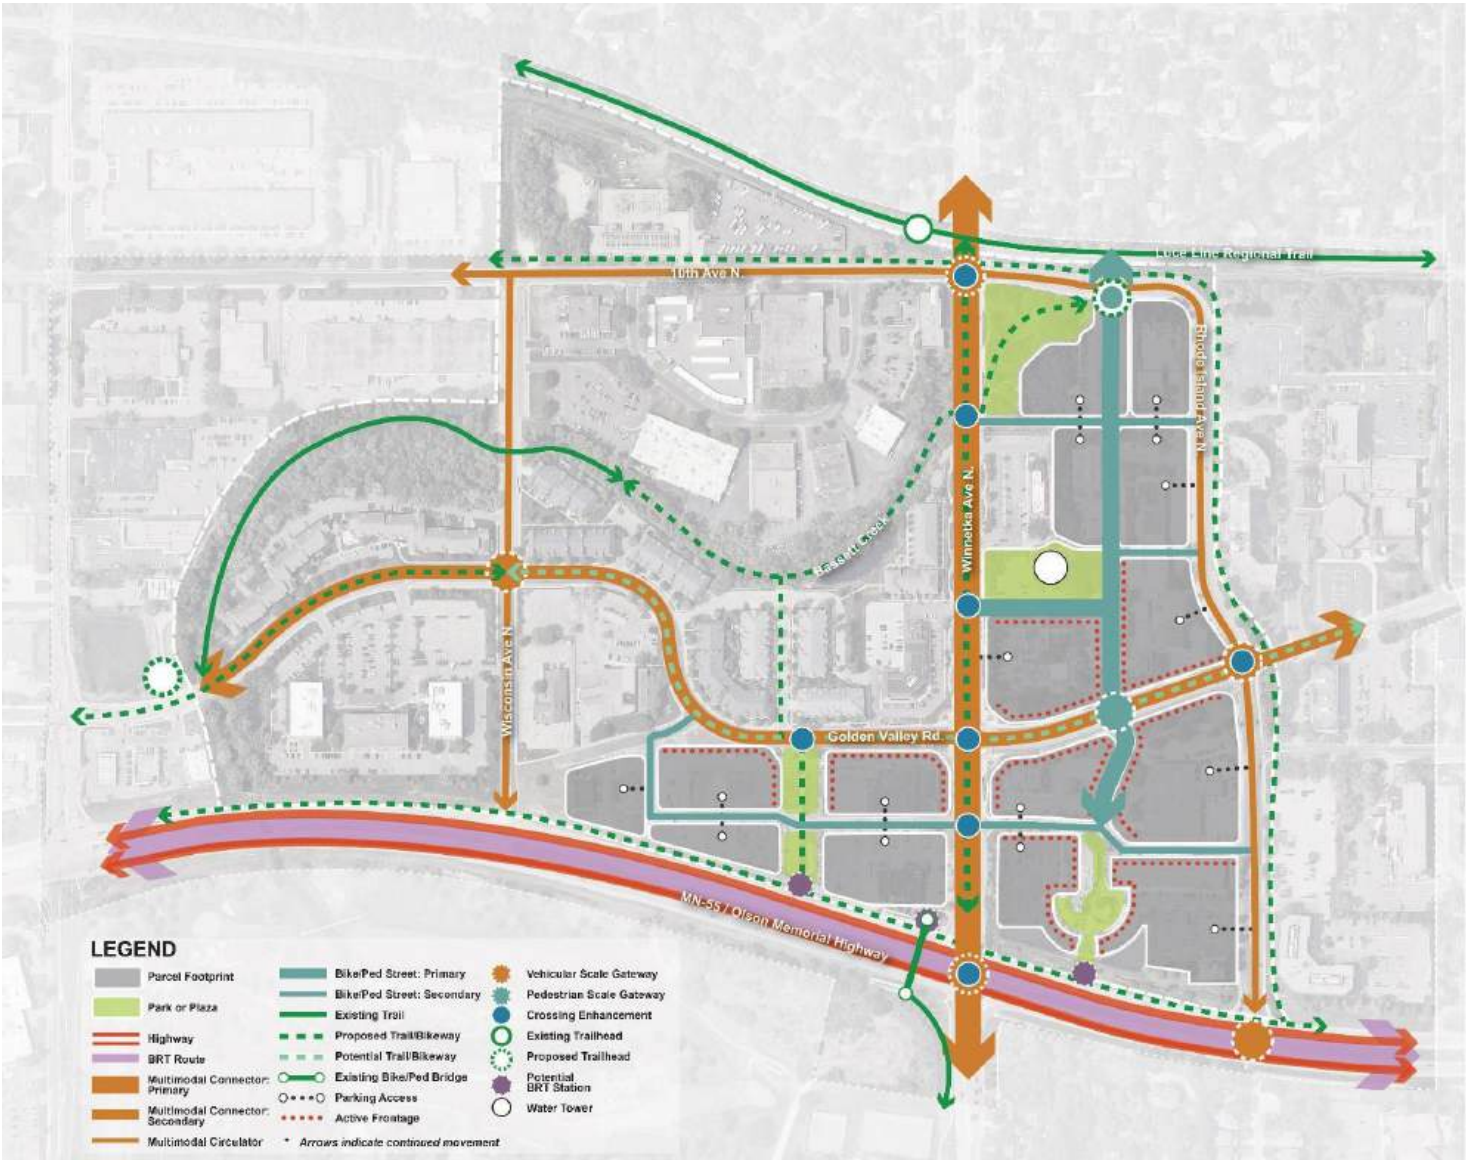 Luce Line Regional Trail
10th Ave N.
Rhode Island Ave N.
Winnetka Ave N.
Bassett Creek
Wisconsin Ave N
Golden Valley Rd.
MN-55 / Olson Memorial Highway
LEGEND
Parcel Footprint
Park or Plaza
Highway
BRT Route
Multimodal Connector:
Primary
Multimodal Connector:
Secondary
Multimodal Circulator
Bike/Ped Street: Primary
Bike/Ped Street: Secondary
Existing Trail
Proposed Trail/Bikeway
Potential Trail/Bikeway
Existing Bike/Ped Bridge
Parking Access
Active Frontage
* Arrows indicate continued movement
Vehicular Scale Gateway
Pedestrian Scale Gateway
Crossing Enhancement
Existing Trailhead
Proposed Trailhead
Potential
BRT Station
Water Tower